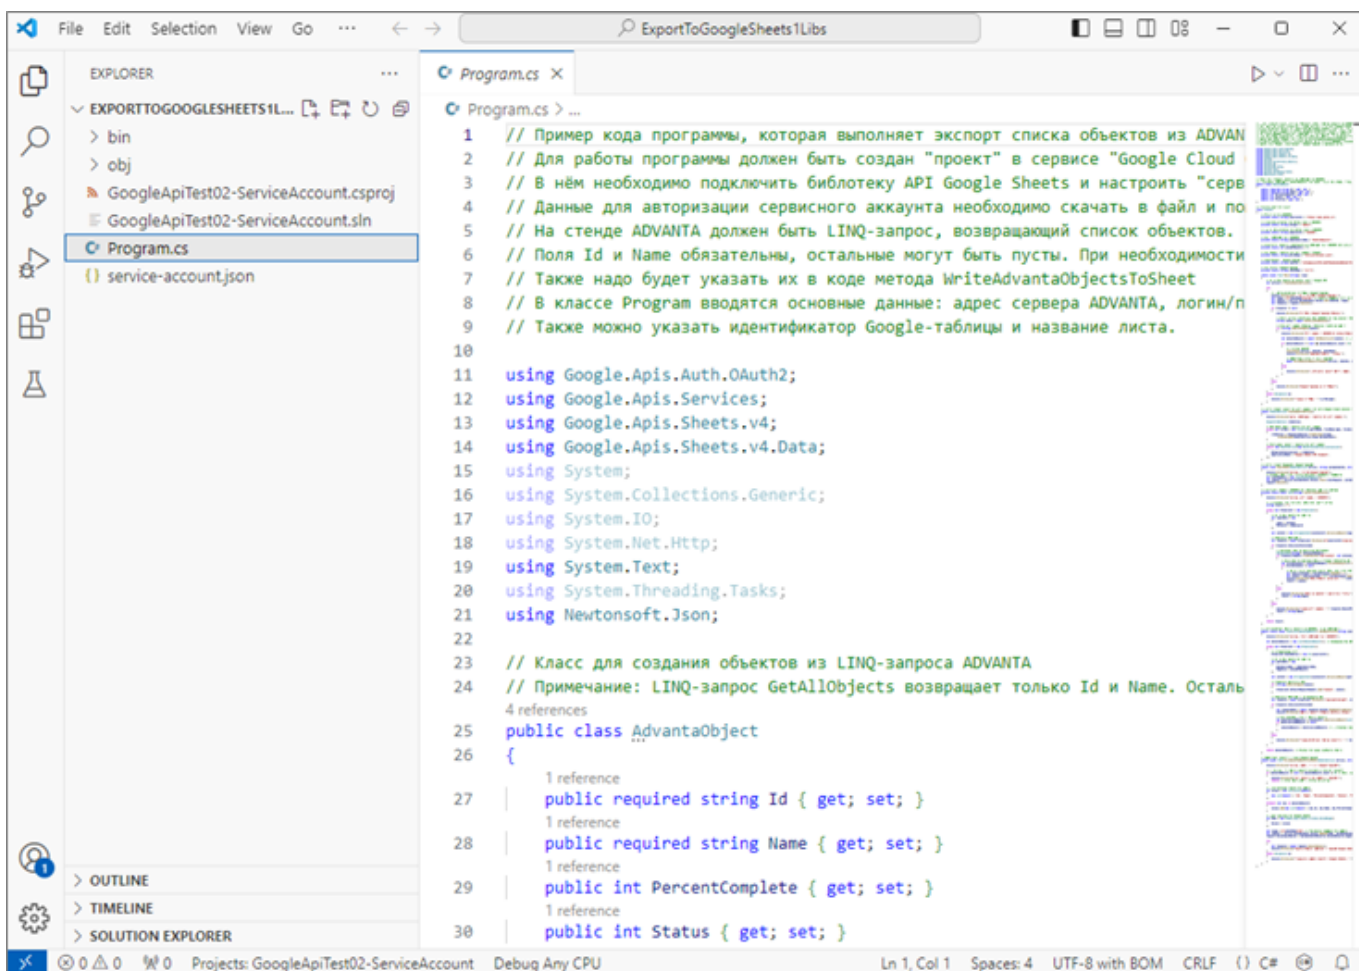 File Edit Selection View Go ··· ExportToGoogleSheets1Libs
EXPLORER ···
EXPORTTOGOOGLESHEETS1L...
bin
obj
GoogleApiTest02-ServiceAccount.csproj
GoogleApiTest02-ServiceAccount.sln
C# Program.cs
{} service-account.json
OUTLINE
TIMELINE
SOLUTION EXPLORER
C# Program.cs
C# Program.cs > ...
1 // Пример кода программы, которая выполняет экспорт списка объектов из ADVAN
2 // Для работы программы должен быть создан "проект" в сервисе "Google Cloud
3 // В нём необходимо подключить библотеку API Google Sheets и настроить "серв
4 // Данные для авторизации сервисного аккаунта необходимо скачать в файл и по
5 // На стенде ADVANTA должен быть LINQ-запрос, возвращающий список объектов.
6 // Поля Id и Name обязательны, остальные могут быть пусты. При необходимости
7 // Также надо будет указать их в коде метода WriteAdvantaObjectsToSheet
8 // В классе Program вводятся основные данные: адрес сервера ADVANTA, логин/п
9 // Также можно указать идентификатор Google-таблицы и название листа.
10
11 using Google.Apis.Auth.OAuth2;
12 using Google.Apis.Services;
13 using Google.Apis.Sheets.v4;
14 using Google.Apis.Sheets.v4.Data;
15 using System;
16 using System.Collections.Generic;
17 using System.IO;
18 using System.Net.Http;
19 using System.Text;
20 using System.Threading.Tasks;
21 using Newtonsoft.Json;
22
23 // Класс для создания объектов из LINQ-запроса ADVANTA
24 // Примечание: LINQ-запрос GetAllObjects возвращает только Id и Name. Осталь
4 references
25 public class AdvantaObject
26 {
1 reference
27 public required string Id { get; set; }
1 reference
28 public required string Name { get; set; }
1 reference
29 public int PercentComplete { get; set; }
1 reference
30 public int Status { get; set; }
1
0 0 0 Projects: GoogleApiTest02-ServiceAccount Debug Any CPU Ln 1, Col 1 Spaces: 4 UTF-8 with BOM CRLF {} C#